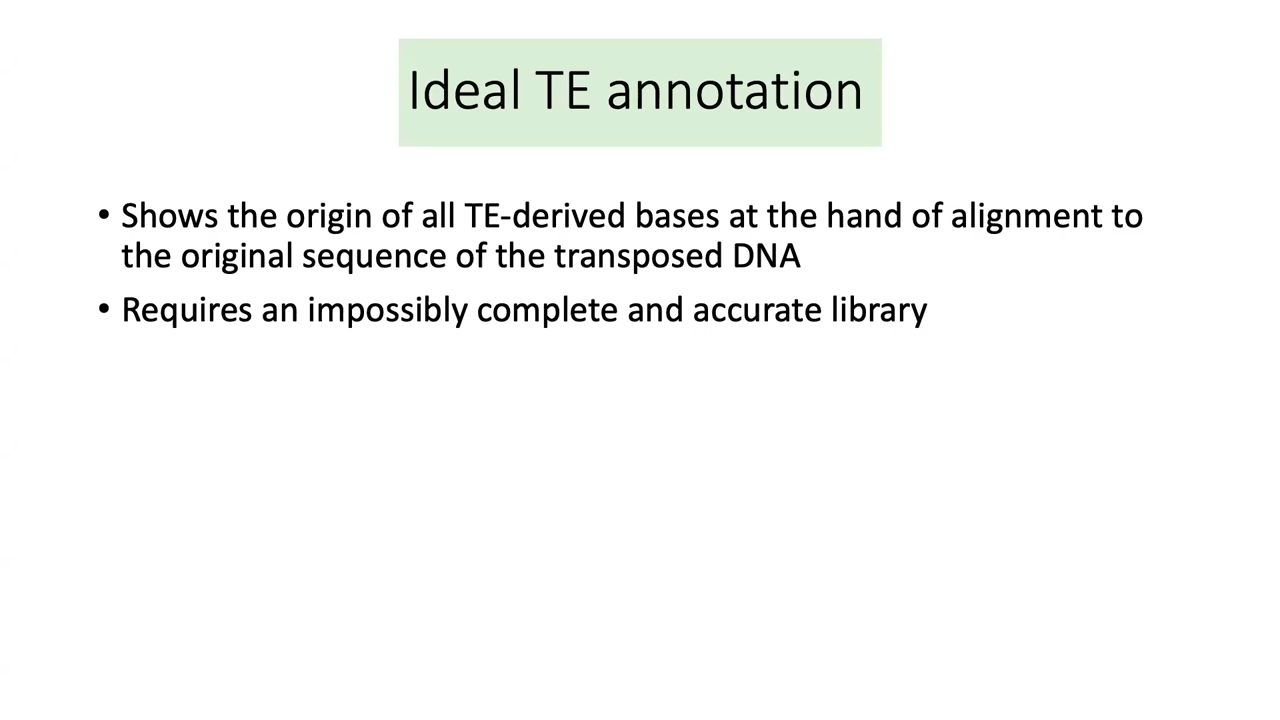 Ideal TE annotation
• Shows the origin of all TE-derived bases at the hand of alignment to
the original sequence of the transposed DNA
• Requires an impossibly complete and accurate library